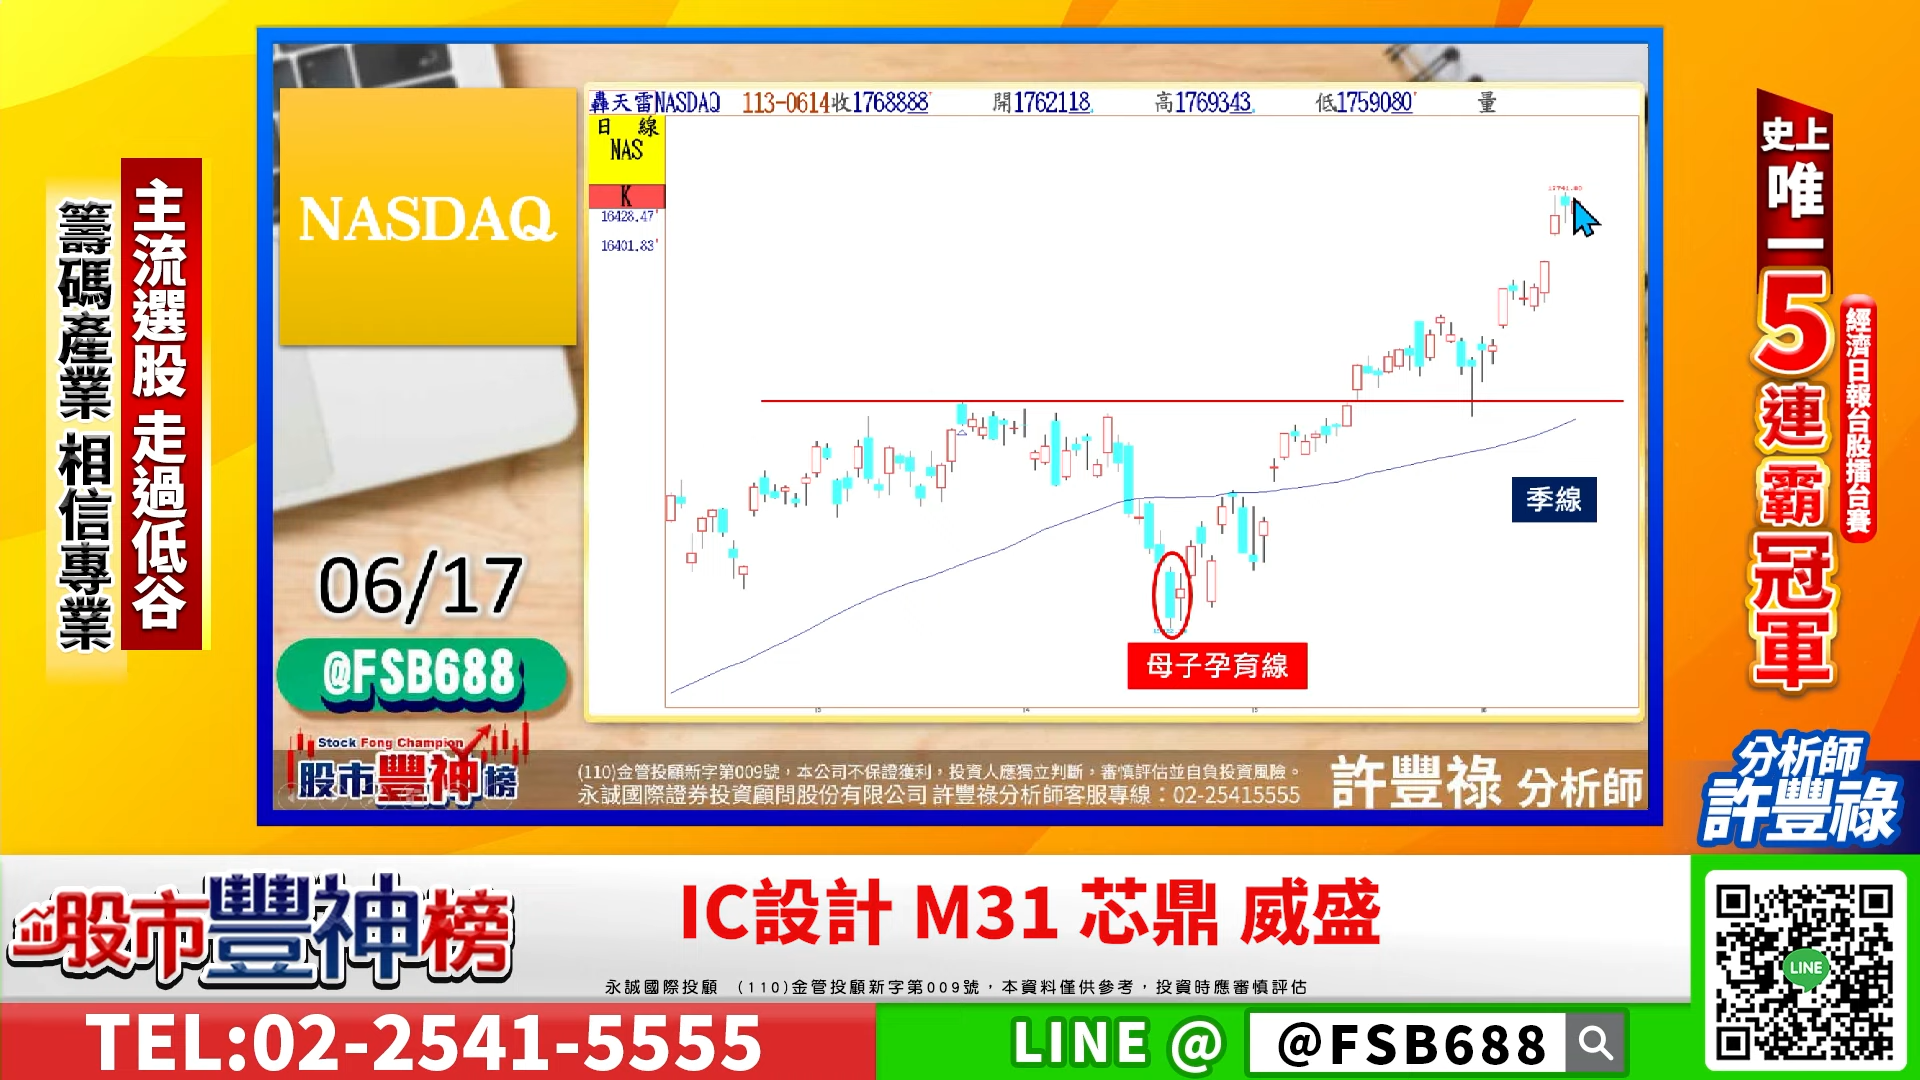 籌碼產業 相信專業
主流選股 走過低谷
NASDAQ
06/17
@FSB688
Stock Fong Champion
股市豐神榜
轟天雷NASDAQ 113-0614收1768888 開1762118 高1769343 低1759080 量
日 線
NAS
K
16428.47
16401.83
季線
母子孕育線
(110)金管投顧新字第009號，本公司不保證獲利，投資人應獨立判斷，審慎評估並自負投資風險。
永誠國際證券投資顧問股份有限公司 許豐祿分析師客服專線：02-25415555
許豐祿 分析師
史上唯一5連霸冠軍
經濟日報台股擂台賽
分析師
許豐祿
股市豐神榜
IC設計 M31 芯鼎 威盛
永誠國際投顧 (110)金管投顧新字第009號，本資料僅供參考，投資時應審慎評估
TEL:02-2541-5555
LINE @ @FSB688
LINE